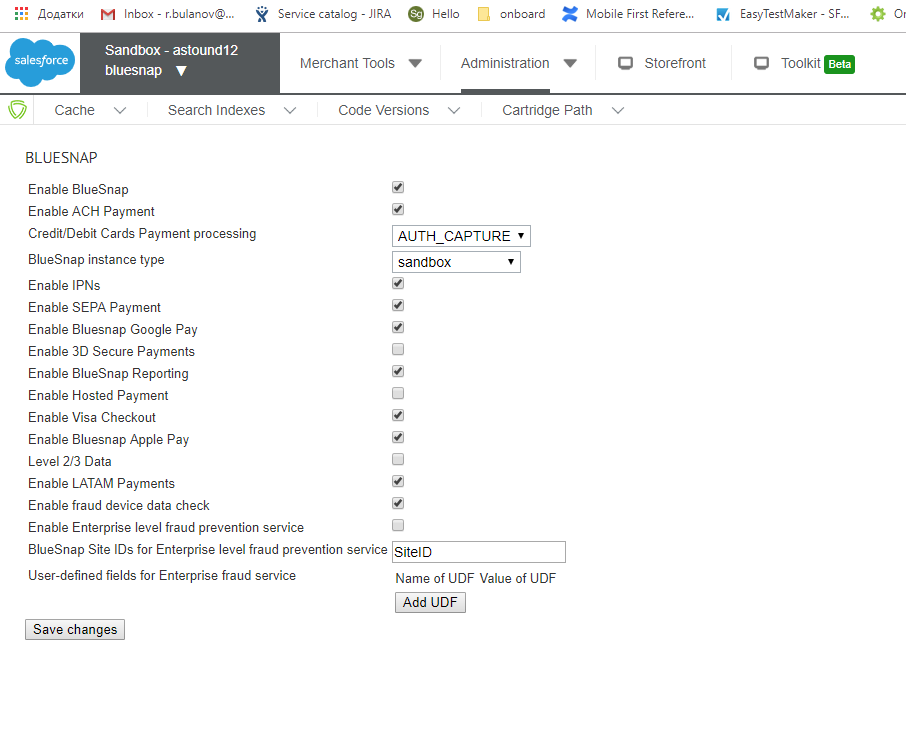 Додатки Inbox - r.bulanov@... Service catalog - JIRA Sg Hello onboard Mobile First Refere... EasyTestMaker - SF... On
salesforce
Sandbox - astound12
bluesnap
Merchant Tools Administration Storefront Toolkit Beta
Cache Search Indexes Code Versions Cartridge Path
BLUESNAP
Enable BlueSnap
Enable ACH Payment
Credit/Debit Cards Payment processing AUTH_CAPTURE
BlueSnap instance type sandbox
Enable IPNs
Enable SEPA Payment
Enable Bluesnap Google Pay
Enable 3D Secure Payments
Enable BlueSnap Reporting
Enable Hosted Payment
Enable Visa Checkout
Enable Bluesnap Apple Pay
Level 2/3 Data
Enable LATAM Payments
Enable fraud device data check
Enable Enterprise level fraud prevention service
BlueSnap Site IDs for Enterprise level fraud prevention service SiteID
User-defined fields for Enterprise fraud service Name of UDF Value of UDF
Add UDF
Save changes